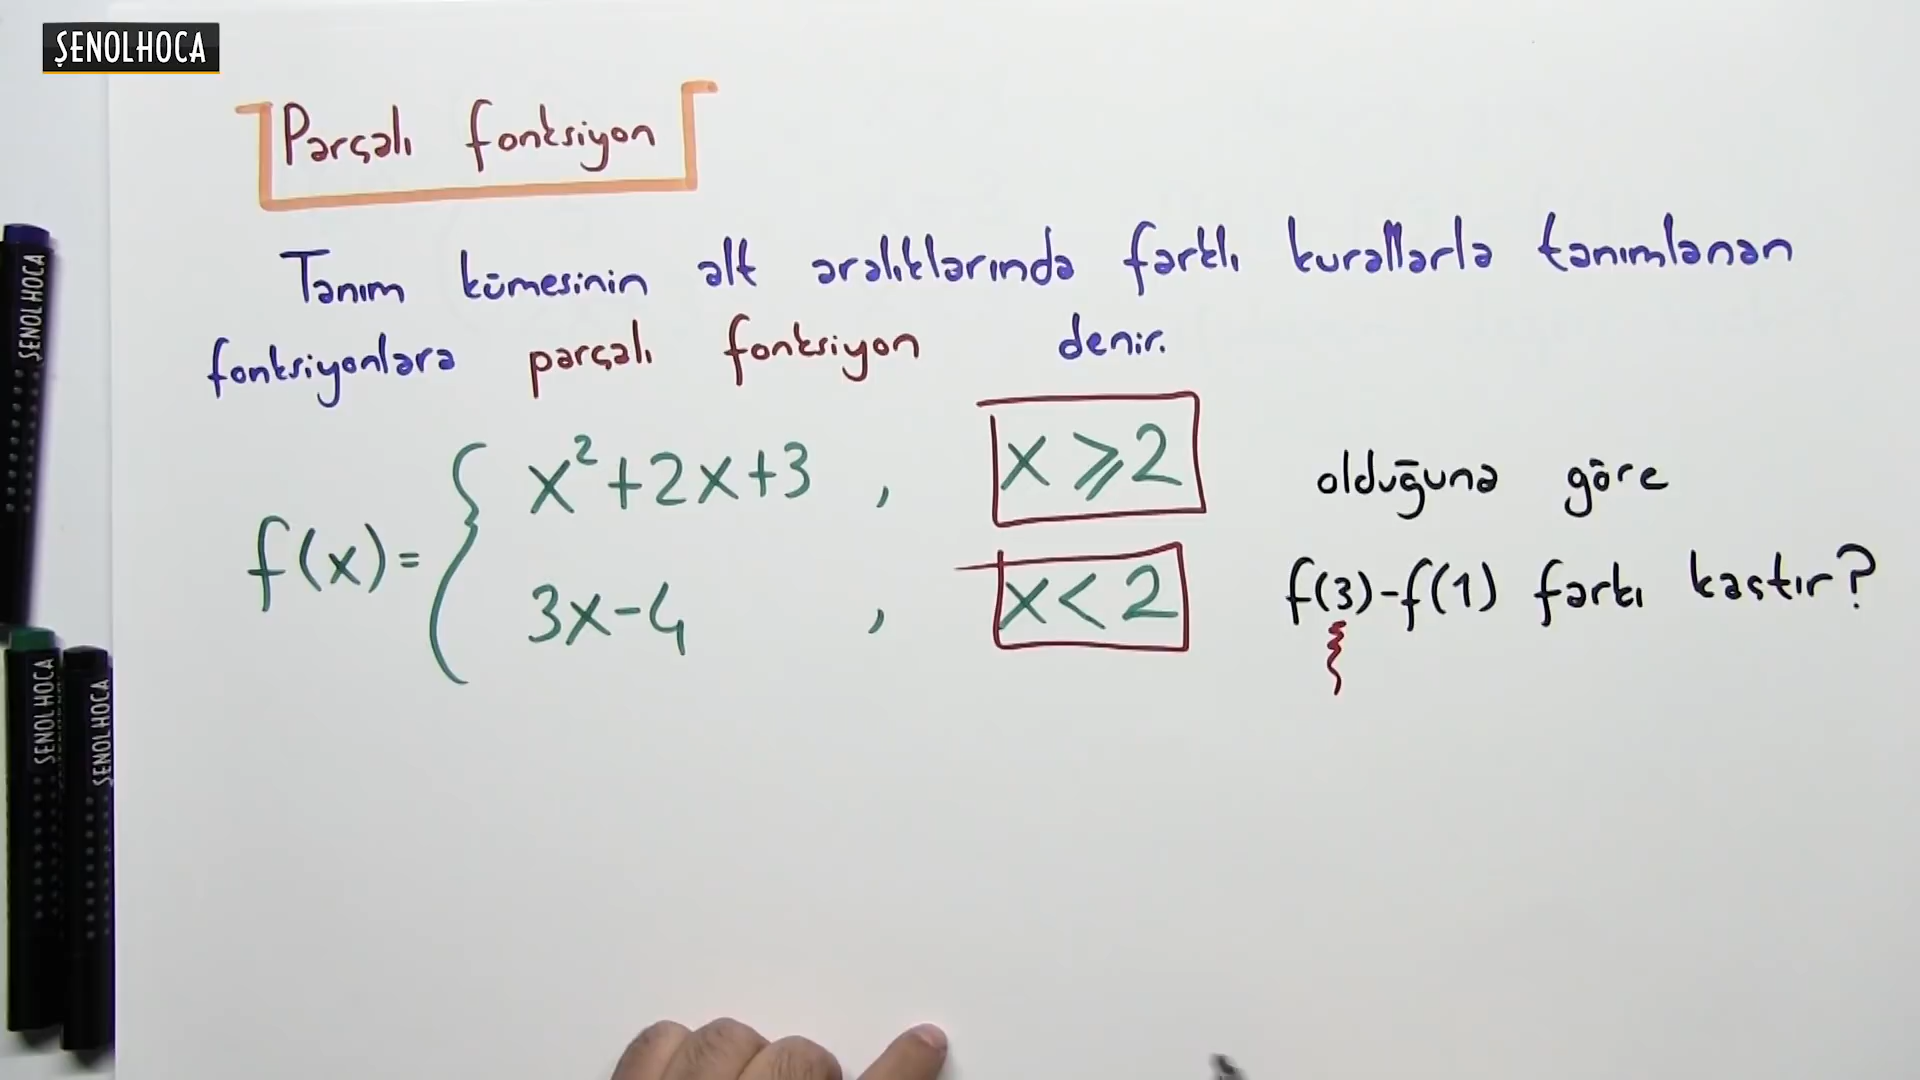 ŞENOLHOCA
Parçalı fonksiyon
Tanım kümesinin alt aralıklarında farklı kurallarla tanımlanan
fonksiyonlara parçalı fonksiyon denir.
f(x)= { x²+2x+3 , x ⩾ 2
3x-4 , x < 2
olduğuna göre
f(3)-f(1) farkı kaçtır?
ŞENOLHOCA
ŞENOLHOCA
ŞENOLHOCA